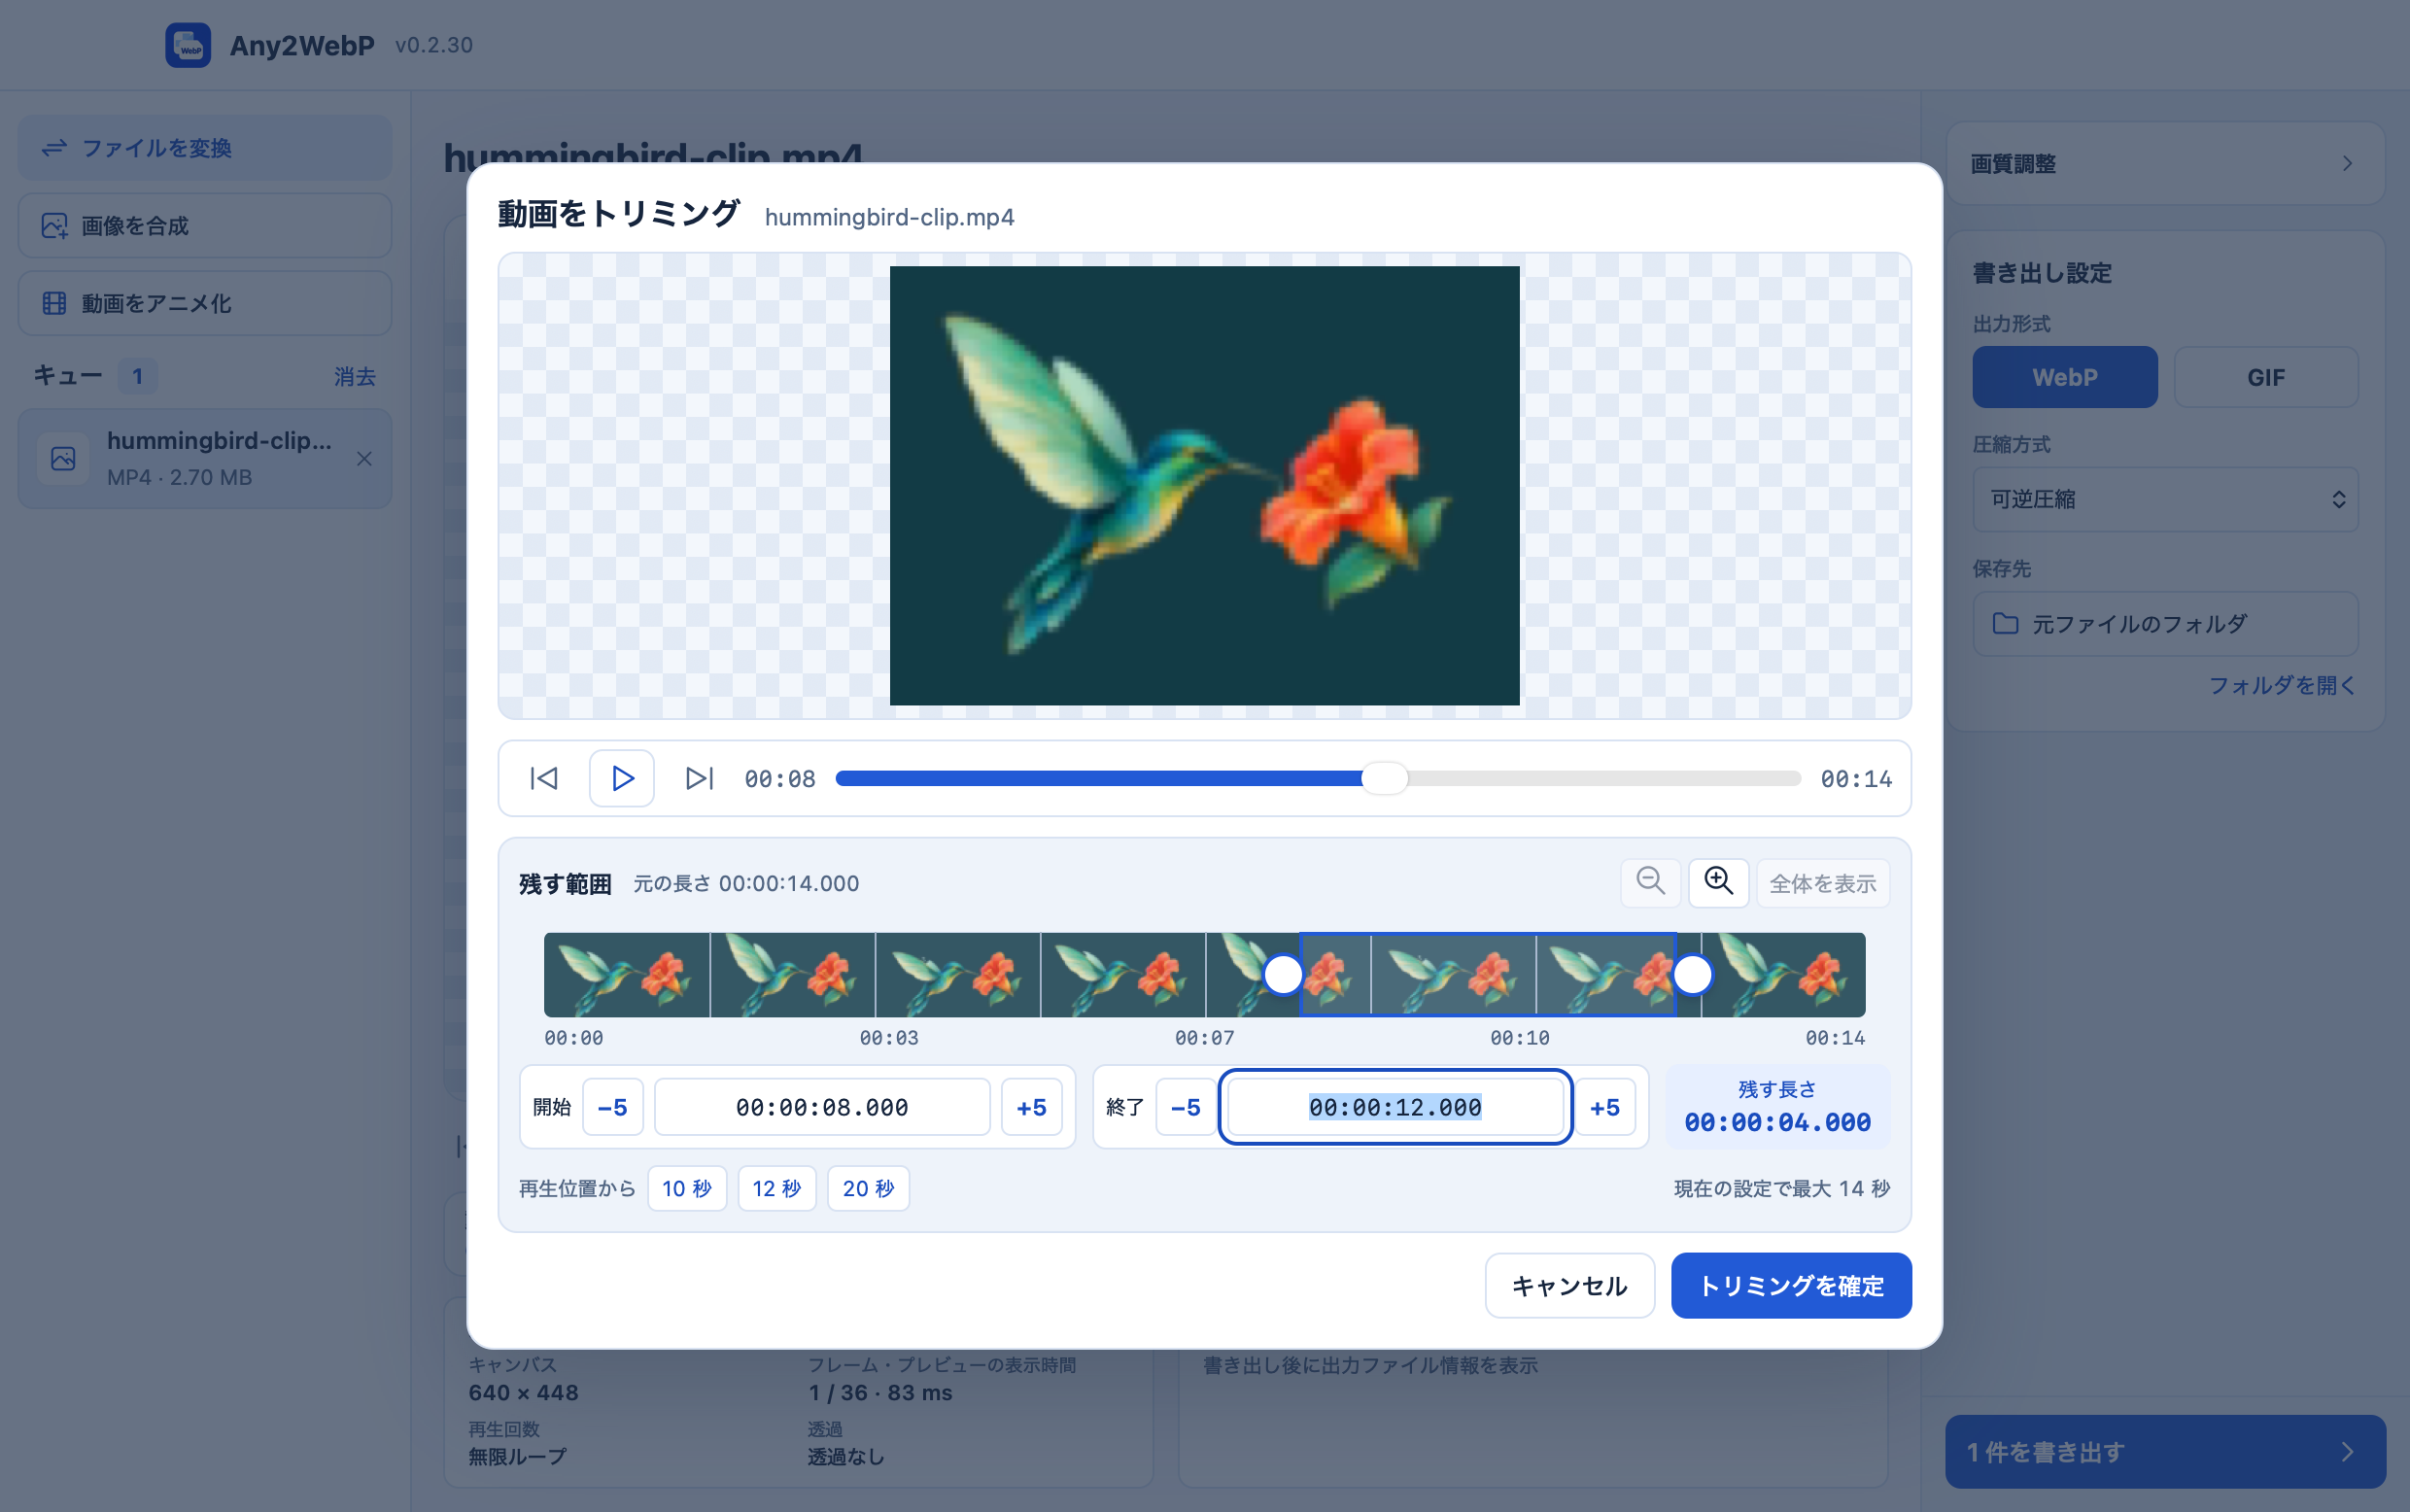 Any2WebP v0.2.30
ファイルを変換
画像を合成
動画をアニメ化
キュー 1 消去
hummingbird-clip...
MP4 · 2.70 MB
hummingbird-clip.mp4
動画をトリミング hummingbird-clip.mp4
00:08 00:14
残す範囲 元の長さ 00:00:14.000 全体を表示
00:00 00:03 00:07 00:10 00:14
開始 −5 00:00:08.000 +5 終了 −5 00:00:12.000 +5
残す長さ
00:00:04.000
再生位置から 10 秒 12 秒 20 秒 現在の設定で最大 14 秒
キャンセル トリミングを確定
キャンバス
640 × 448
フレーム・プレビューの表示時間
1 / 36 · 83 ms
再生回数
無限ループ
透過
透過なし
書き出し後に出力ファイル情報を表示
画質調整
書き出し設定
出力形式
WebP GIF
圧縮方式
可逆圧縮
保存先
元ファイルのフォルダ
フォルダを開く
1 件を書き出す